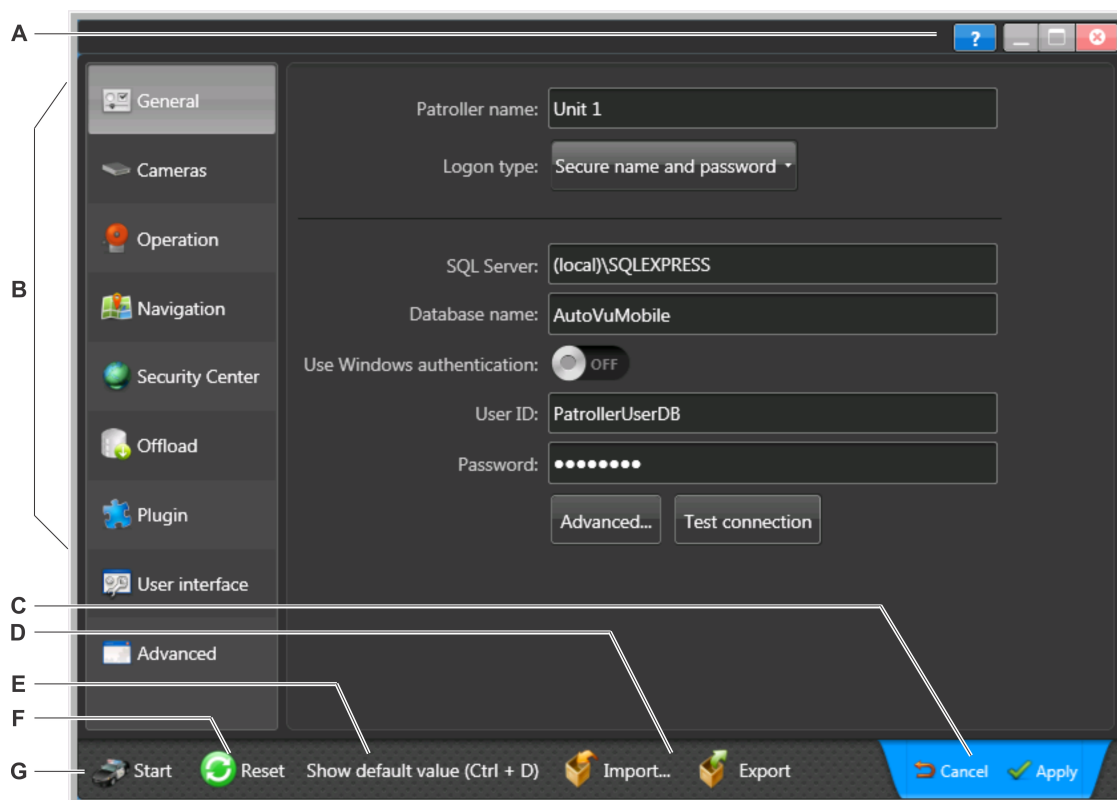 A
?
General
Patroller name: Unit 1
Logon type: Secure name and password
Cameras
Operation
SQL Server: (local)\SQLEXPRESS
B
Navigation
Database name: AutoVuMobile
Use Windows authentication: OFF
Security Center
User ID: PatrollerUserDB
Offload
Password: ••••••••
Plugin
Advanced... Test connection
User interface
C
D
Advanced
E
F
G
Start Reset Show default value (Ctrl + D) Import... Export Cancel Apply